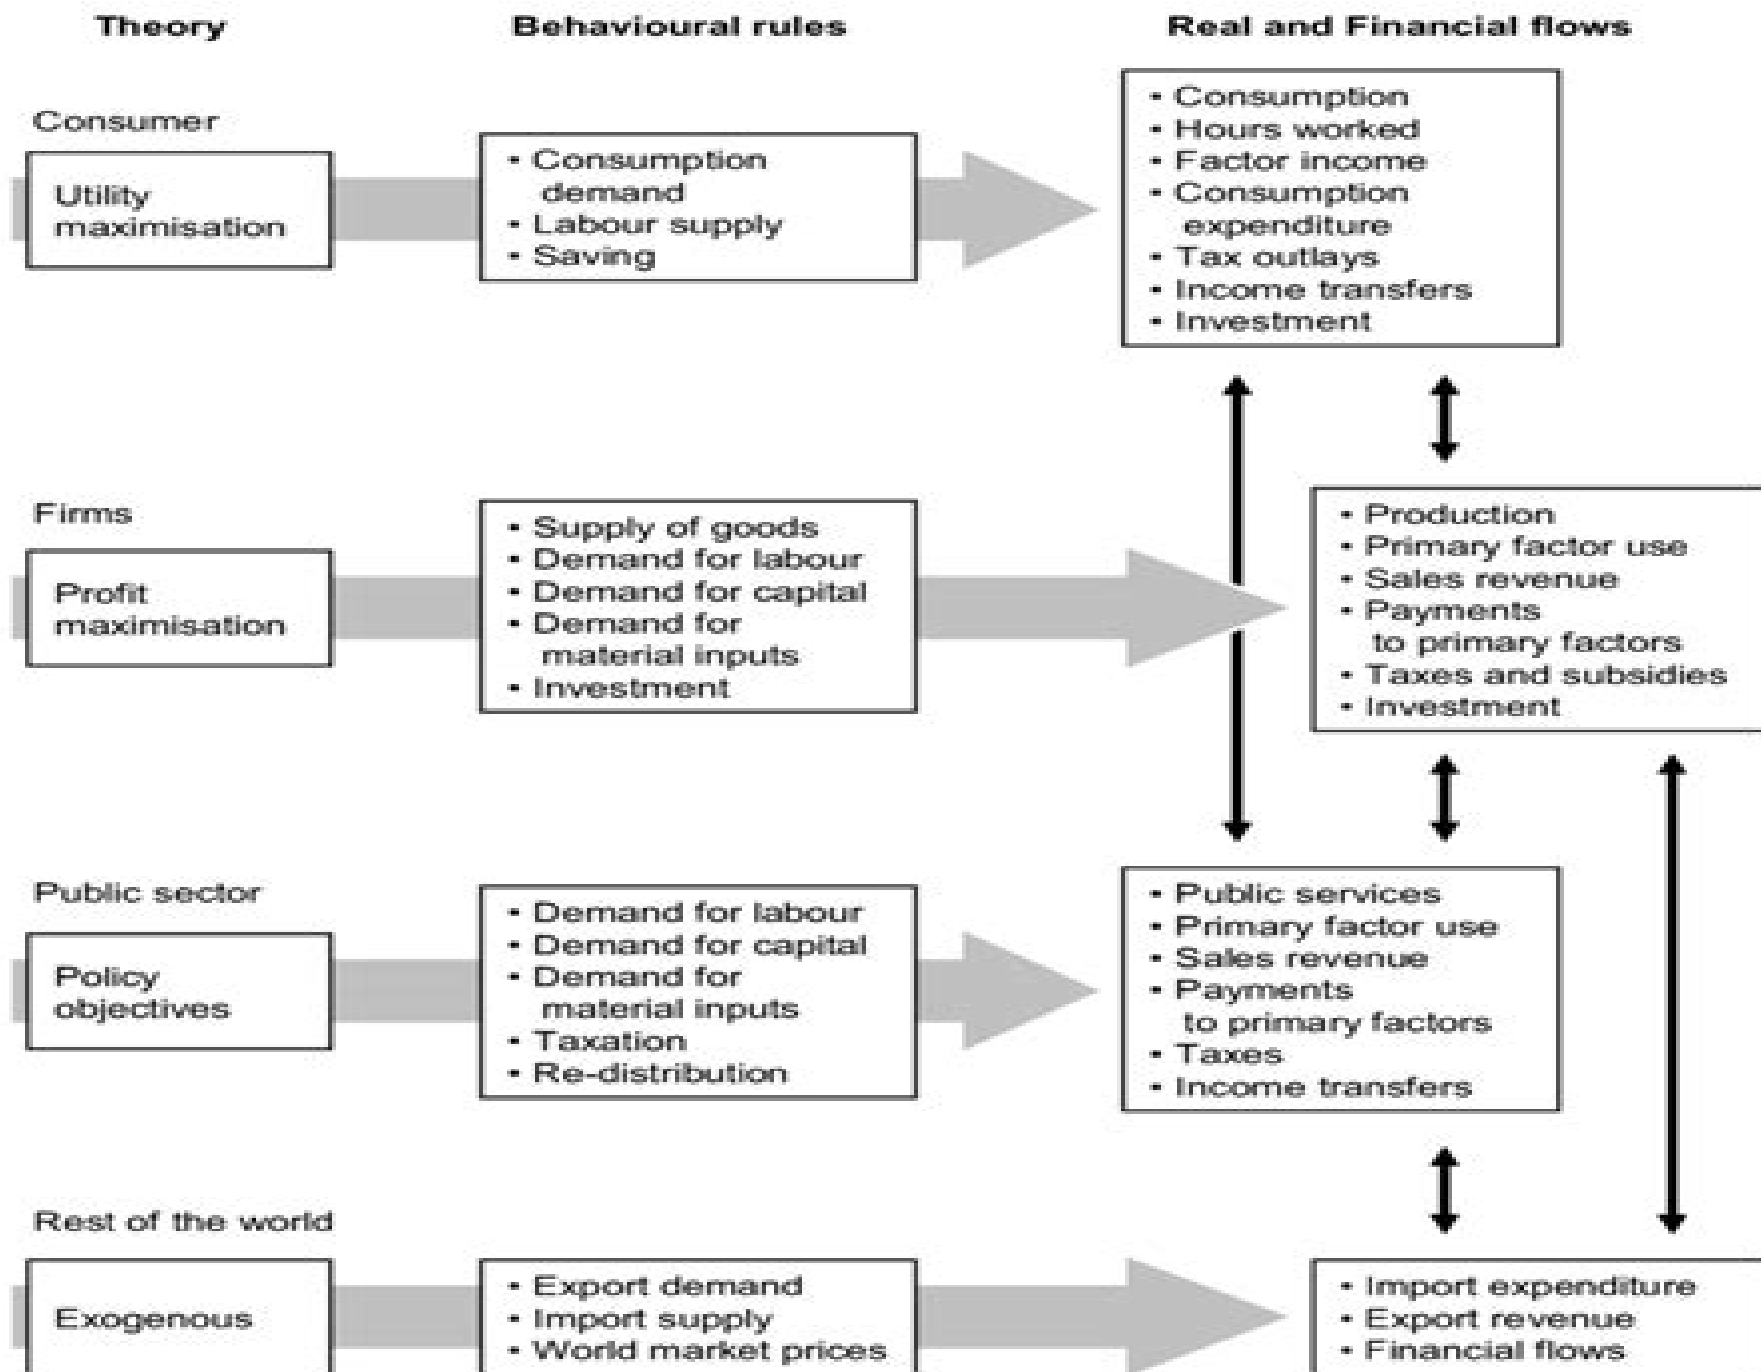 Theory
Behavioural rules
Real and Financial flows
Consumer
Utility
maximisation
• Consumption
demand
• Labour supply
• Saving
• Consumption
• Hours worked
• Factor income
• Consumption
expenditure
• Tax outlays
• Income transfers
• Investment
Firms
Profit
maximisation
• Supply of goods
• Demand for labour
• Demand for capital
• Demand for
material inputs
• Investment
• Production
• Primary factor use
• Sales revenue
• Payments
to primary factors
• Taxes and subsidies
• Investment
Public sector
Policy
objectives
• Demand for labour
• Demand for capital
• Demand for
material inputs
• Taxation
• Re-distribution
• Public services
• Primary factor use
• Sales revenue
• Payments
to primary factors
• Taxes
• Income transfers
Rest of the world
Exogenous
• Export demand
• Import supply
• World market prices
• Import expenditure
• Export revenue
• Financial flows